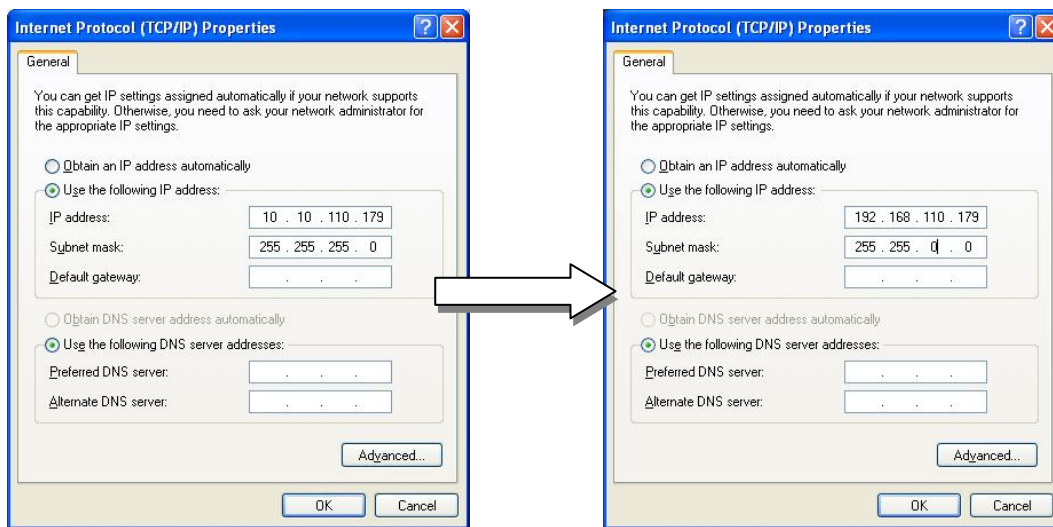 Internet Protocol (TCP/IP) Properties
General
You can get IP settings assigned automatically if your network supports
this capability. Otherwise, you need to ask your network administrator for
the appropriate IP settings.
Obtain an IP address automatically
Use the following IP address:
IP address: 10 . 10 . 110 . 179
Subnet mask: 255 . 255 . 255 . 0
Default gateway: . . .
Obtain DNS server address automatically
Use the following DNS server addresses:
Preferred DNS server: . . .
Alternate DNS server: . . .
Advanced...
OK Cancel
Internet Protocol (TCP/IP) Properties
General
You can get IP settings assigned automatically if your network supports
this capability. Otherwise, you need to ask your network administrator for
the appropriate IP settings.
Obtain an IP address automatically
Use the following IP address:
IP address: 192 . 168 . 110 . 179
Subnet mask: 255 . 255 . 0 . 0
Default gateway: . . .
Obtain DNS server address automatically
Use the following DNS server addresses:
Preferred DNS server: . . .
Alternate DNS server: . . .
Advanced...
OK Cancel